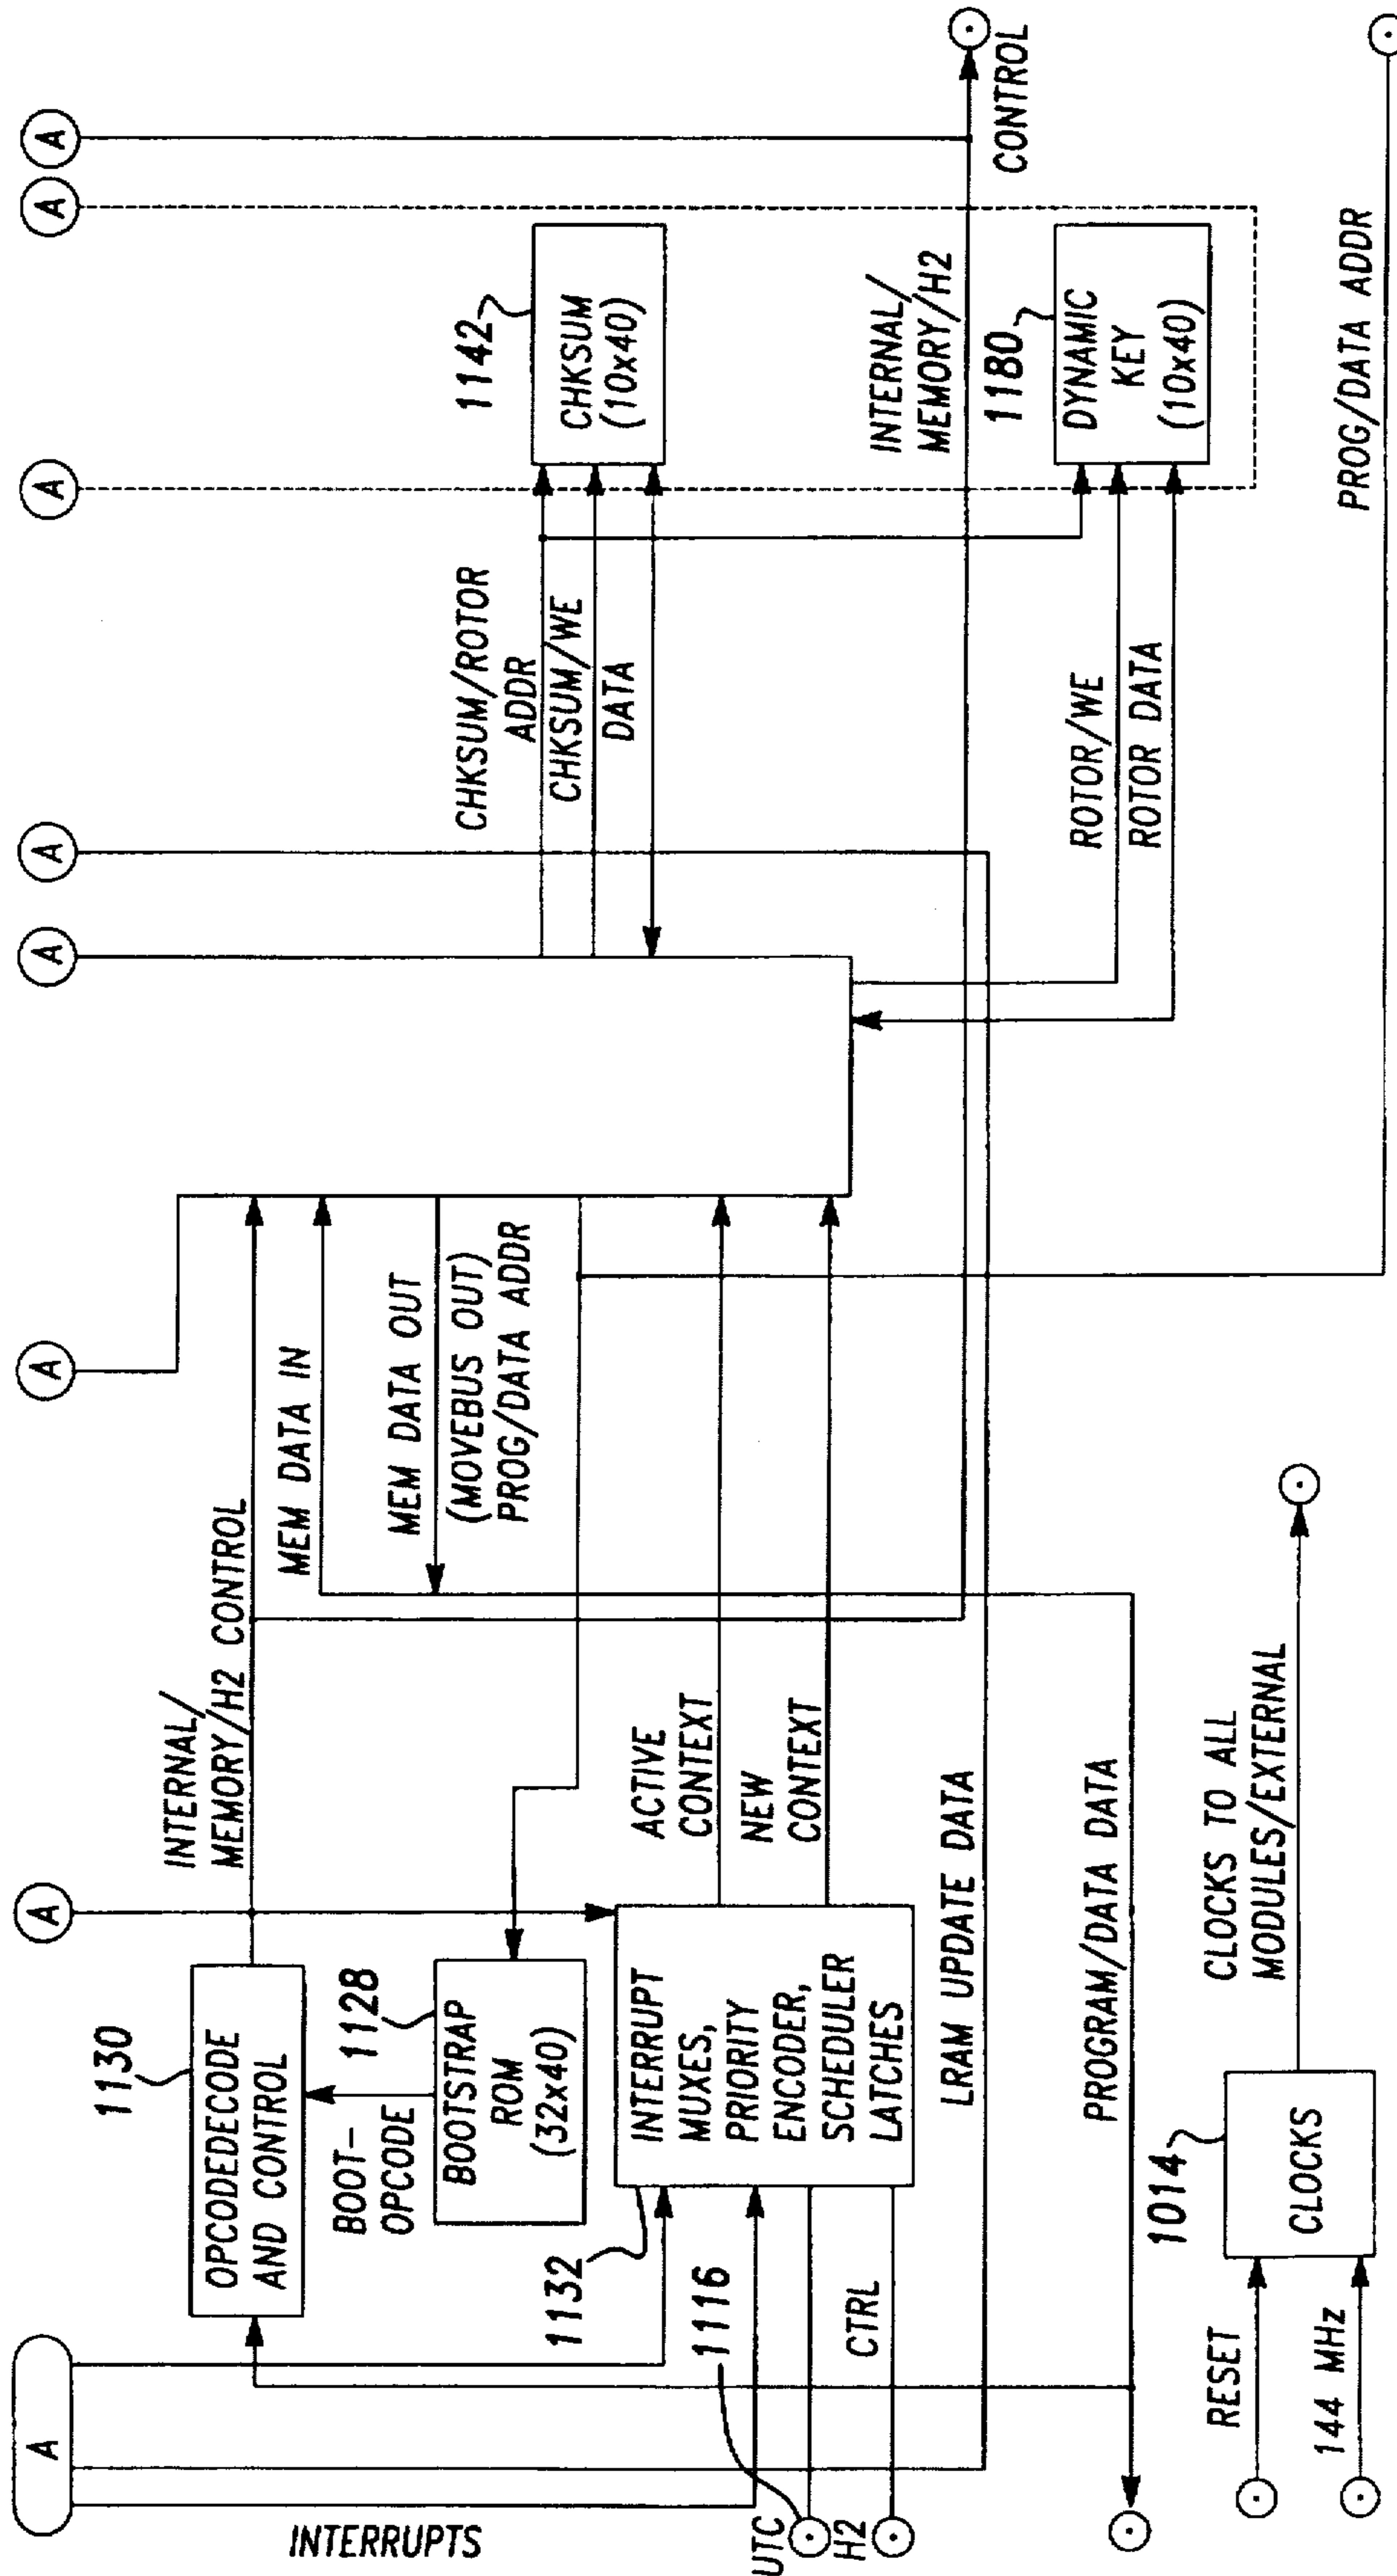 A
A
A
A
A
A
A
A
INTERRUPTS
1130
OPCODEDECODE
AND CONTROL
INTERNAL/
MEMORY/H2 CONTROL
MEM DATA IN
BOOT-
OPCODE
1128
BOOTSTRAP
ROM
(32x40)
MEM DATA OUT
(MOVEBUS OUT)
PROG/DATA ADDR
1132
INTERRUPT
MUXES,
PRIORITY
ENCODER,
SCHEDULER
LATCHES
ACTIVE
CONTEXT
NEW
CONTEXT
1116
UTC
H2
CTRL
LRAM UPDATE DATA
PROGRAM/DATA DATA
CHKSUM/ROTOR
ADDR
CHKSUM/WE
DATA
1142
CHKSUM
(10x40)
INTERNAL/
MEMORY/H2
CONTROL
1180
DYNAMIC
KEY
(10x40)
ROTOR/WE
ROTOR DATA
PROG/DATA ADDR
RESET
144 MHz
1014
CLOCKS
CLOCKS TO ALL
MODULES/EXTERNAL